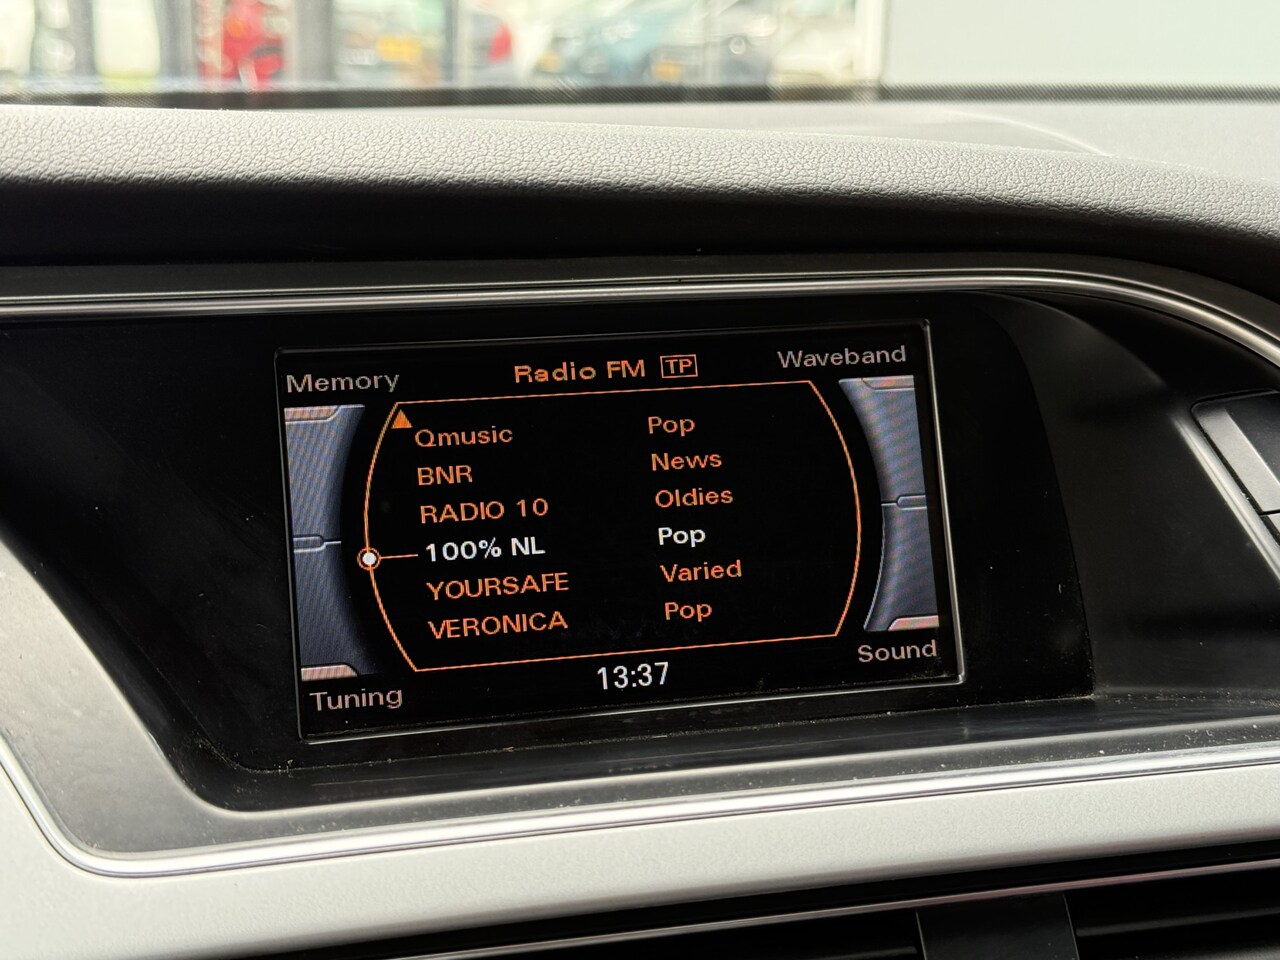 Memory Radio FM TP Waveband
Qmusic Pop
BNR News
RADIO 10 Oldies
100% NL Pop
YOURSAFE Varied
VERONICA Pop
Tuning 13:37 Sound